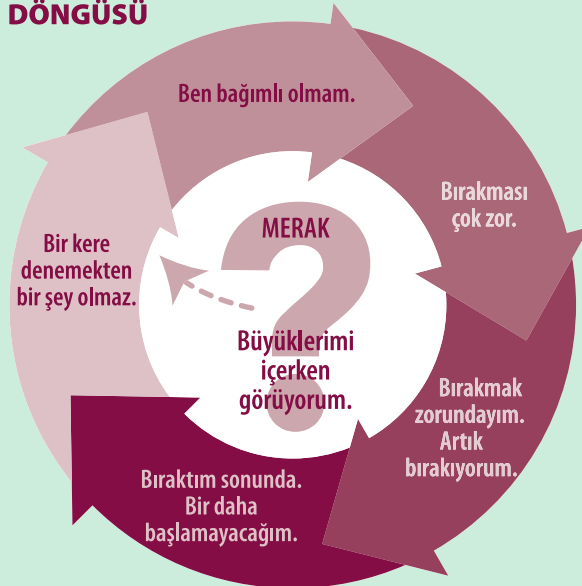 DÖNGÜSÜ
Ben bağımlı olmam.
Bırakması
çok zor.
MERAK
?
Bir kere
denemekten
bir şey olmaz.
Büyüklerimi
içerken
görüyorum.
Bırakmak
zorundayım.
Artık
bırakıyorum.
Bıraktım sonunda.
Bir daha
başlamayacağım.